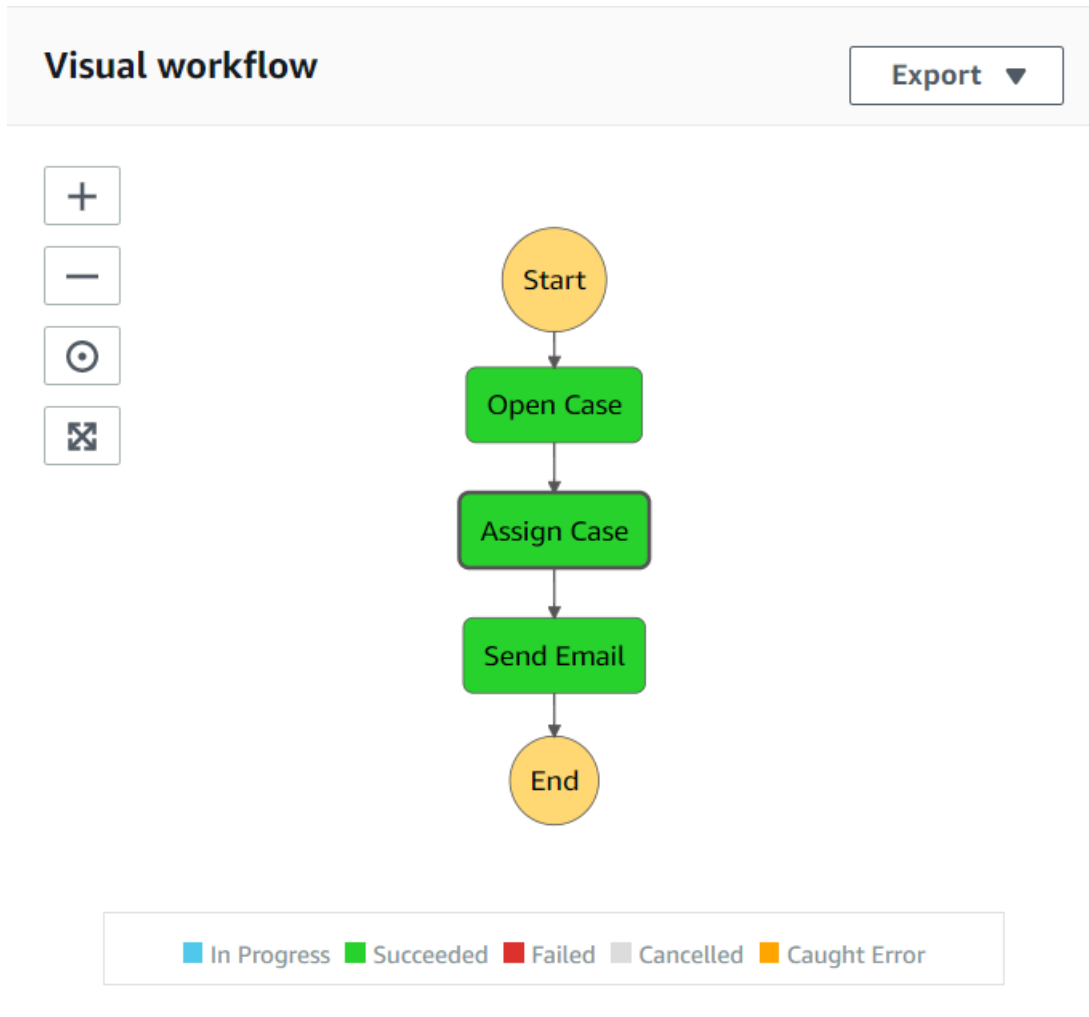 Visual workflow
Export
Start
Open Case
Assign Case
Send Email
End
In Progress Succeeded Failed Cancelled Caught Error